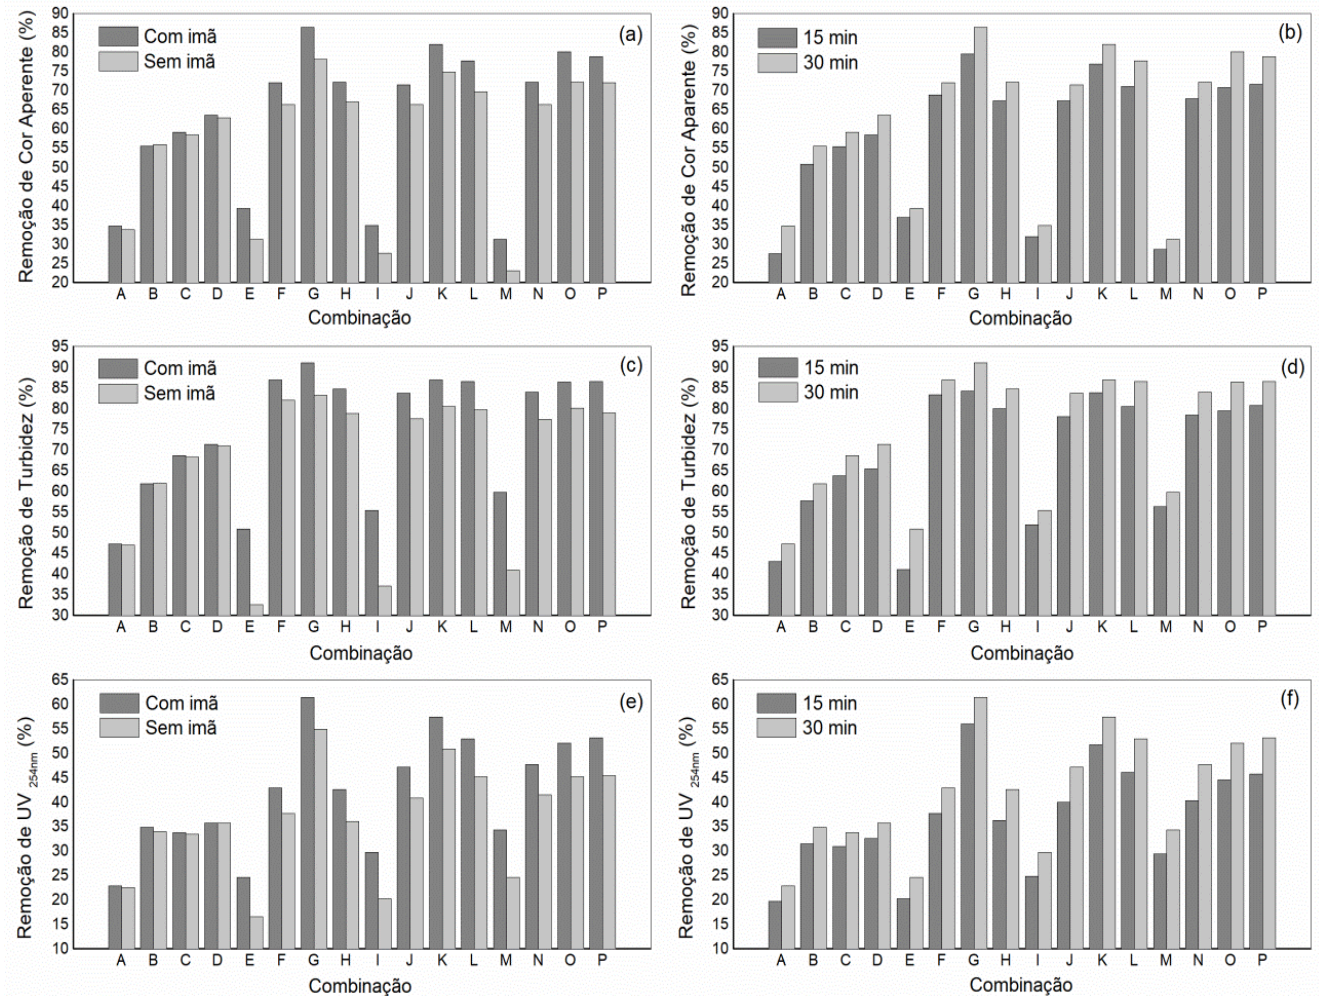 Remoção de Cor Aperente (%)
90
85
80
75
70
65
60
55
50
45
40
35
30
25
20
Com imã
Sem imã
(a)
A B C D E F G H I J K L M N O P
Combinação
Remoção de Cor Aparente (%)
90
85
80
75
70
65
60
55
50
45
40
35
30
25
20
15 min
30 min
(b)
A B C D E F G H I J K L M N O P
Combinação
Remoção de Turbidez (%)
95
90
85
80
75
70
65
60
55
50
45
40
35
30
Com imã
Sem imã
(c)
A B C D E F G H I J K L M N O P
Combinação
Remoção de Turbidez (%)
95
90
85
80
75
70
65
60
55
50
45
40
35
30
15 min
30 min
(d)
A B C D E F G H I J K L M N O P
Combinação
Remoção de UV 254nm (%)
65
60
55
50
45
40
35
30
25
20
15
10
Com imã
Sem imã
(e)
A B C D E F G H I J K L M N O P
Combinação
Remoção de UV 254nm (%)
65
60
55
50
45
40
35
30
25
20
15
10
15 min
30 min
(f)
A B C D E F G H I J K L M N O P
Combinação